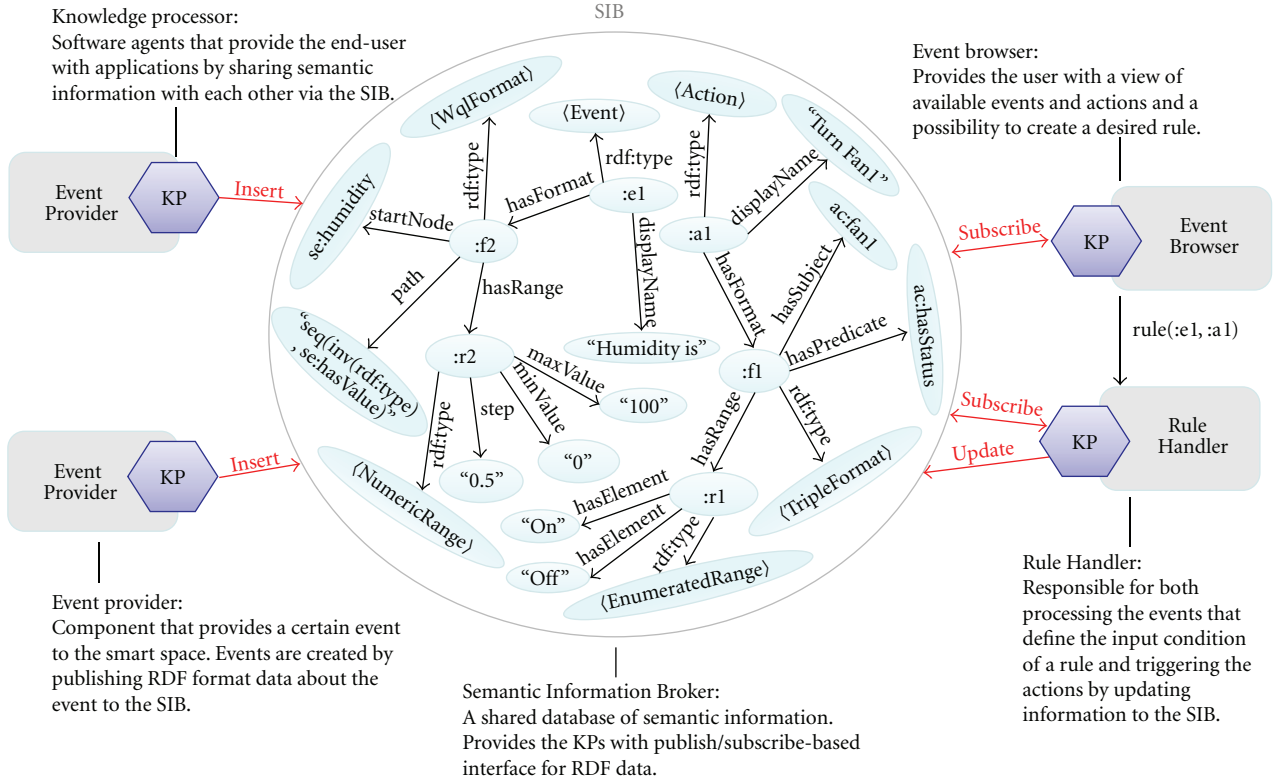 SIB
Knowledge processor:
Software agents that provide the end-user
with applications by sharing semantic
information with each other via the SIB.
Event browser:
Provides the user with a view of
available events and actions and a
possibility to create a desired rule.
Event
Provider
KP
Insert
⟨WqlFormat⟩
⟨Event⟩
⟨Action⟩
“Turn Fan1”
se:humidity
rdf:type
rdf:type
rdf:type
displayName
hasFormat
:e1
startNode
:f2
:a1
ac:fan1
displayName
hasFormat
hasSubject
path
hasRange
ac:hasStatus
hasPredicate
“seq(inv(rdf:type)
, se:hasValue)”
:r2
“Humidity is”
:f1
maxValue
minValue
step
rdf:type
“100”
“0”
“0.5”
⟨NumericRange⟩
hasRange
rdf:type
⟨TripleFormat⟩
:r1
hasElement
“On”
hasElement
“Off”
rdf:type
⟨EnumeratedRange⟩
Subscribe
KP
Event
Browser
rule(:e1, :a1)
Subscribe
Update
KP
Rule
Handler
Event
Provider
KP
Insert
Event provider:
Component that provides a certain event
to the smart space. Events are created by
publishing RDF format data about the
event to the SIB.
Semantic Information Broker:
A shared database of semantic information.
Provides the KPs with publish/subscribe-based
interface for RDF data.
Rule Handler:
Responsible for both
processing the events that
define the input condition
of a rule and triggering the
actions by updating
information to the SIB.